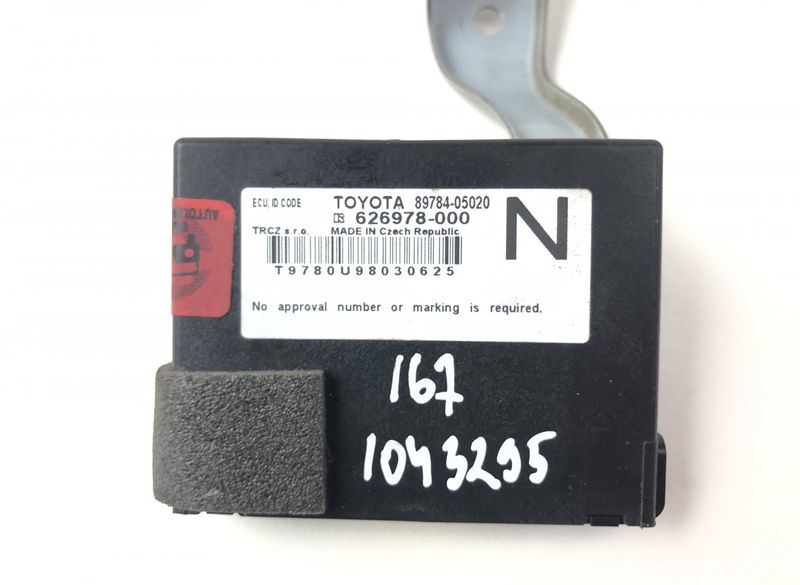 ECU, ID CODE TOYOTA 89784-05020
626978-000 N
TRCZ s.r.o. MADE IN Czech Republic
T9780U98030625
No approval number or marking is required.
167
1043295